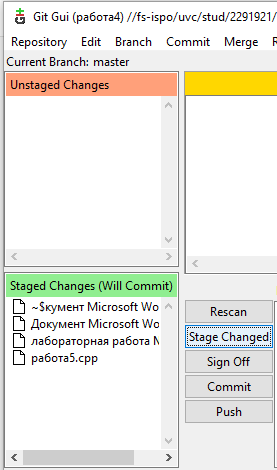 Git Gui (работа4) //fs-ispo/uvc/stud/2291921/
Repository Edit Branch Commit Merge
Current Branch: master
Unstaged Changes
Staged Changes (Will Commit)
~$кумент Microsoft Wo
Документ Microsoft Wo
лабораторная работа
работа5.cpp
Rescan
Stage Changed
Sign Off
Commit
Push